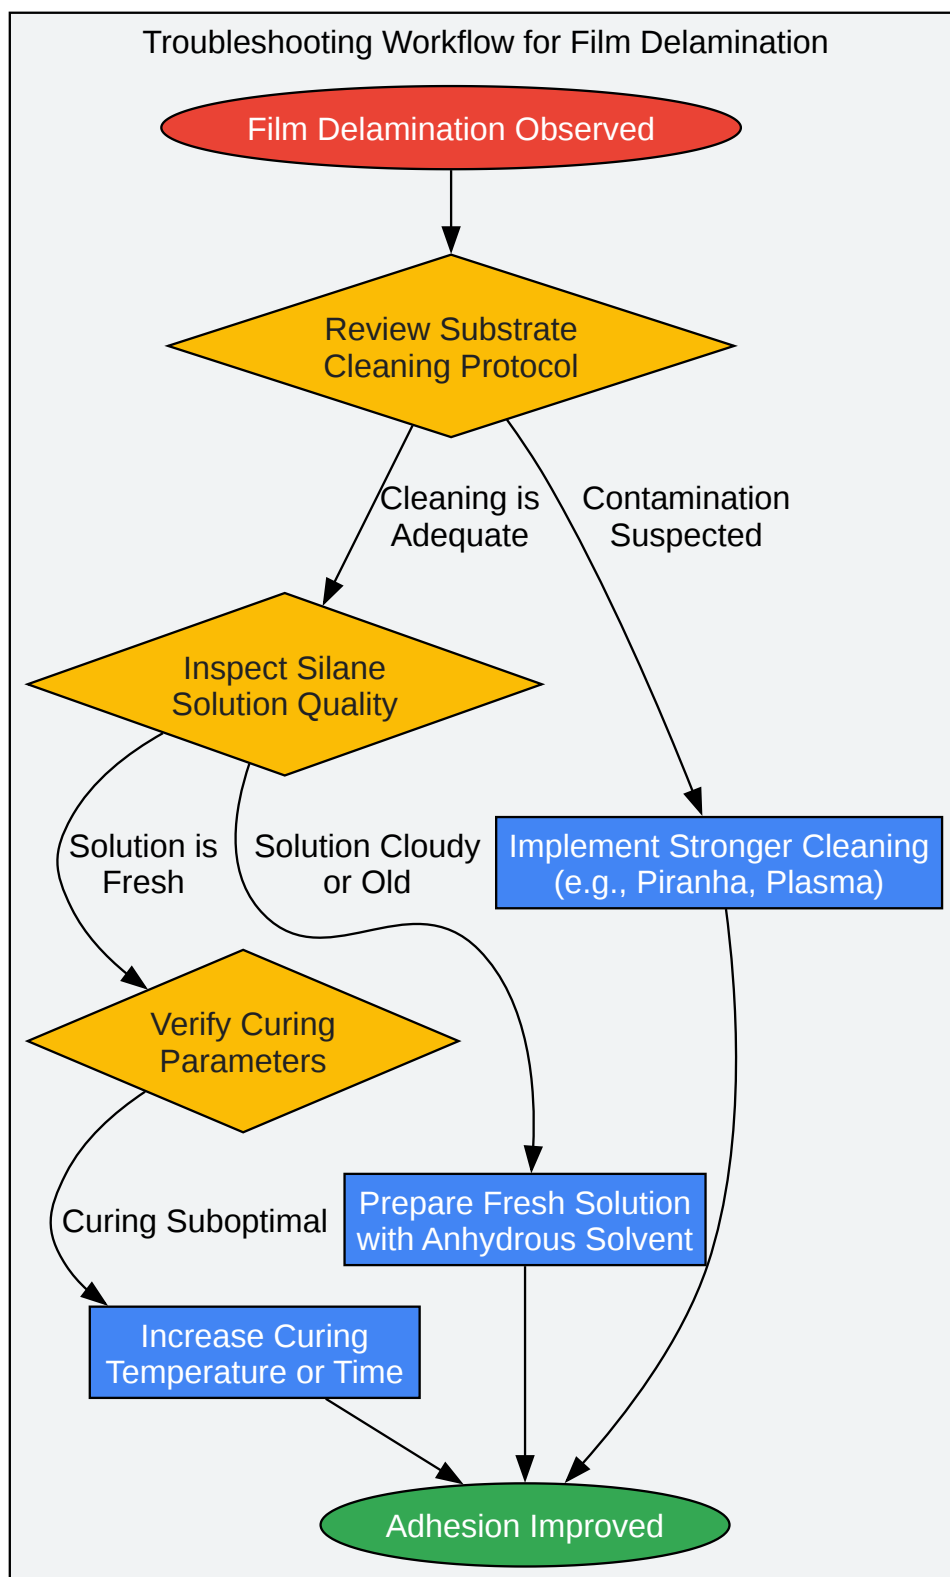 Troubleshooting Workflow for Film Delamination
Film Delamination Observed
Review Substrate
Cleaning Protocol
Cleaning is
Adequate
Contamination
Suspected
Inspect Silane
Solution Quality
Solution is
Fresh
Solution Cloudy
or Old
Implement Stronger Cleaning
(e.g., Piranha, Plasma)
Verify Curing
Parameters
Curing Suboptimal
Prepare Fresh Solution
with Anhydrous Solvent
Increase Curing
Temperature or Time
Adhesion Improved